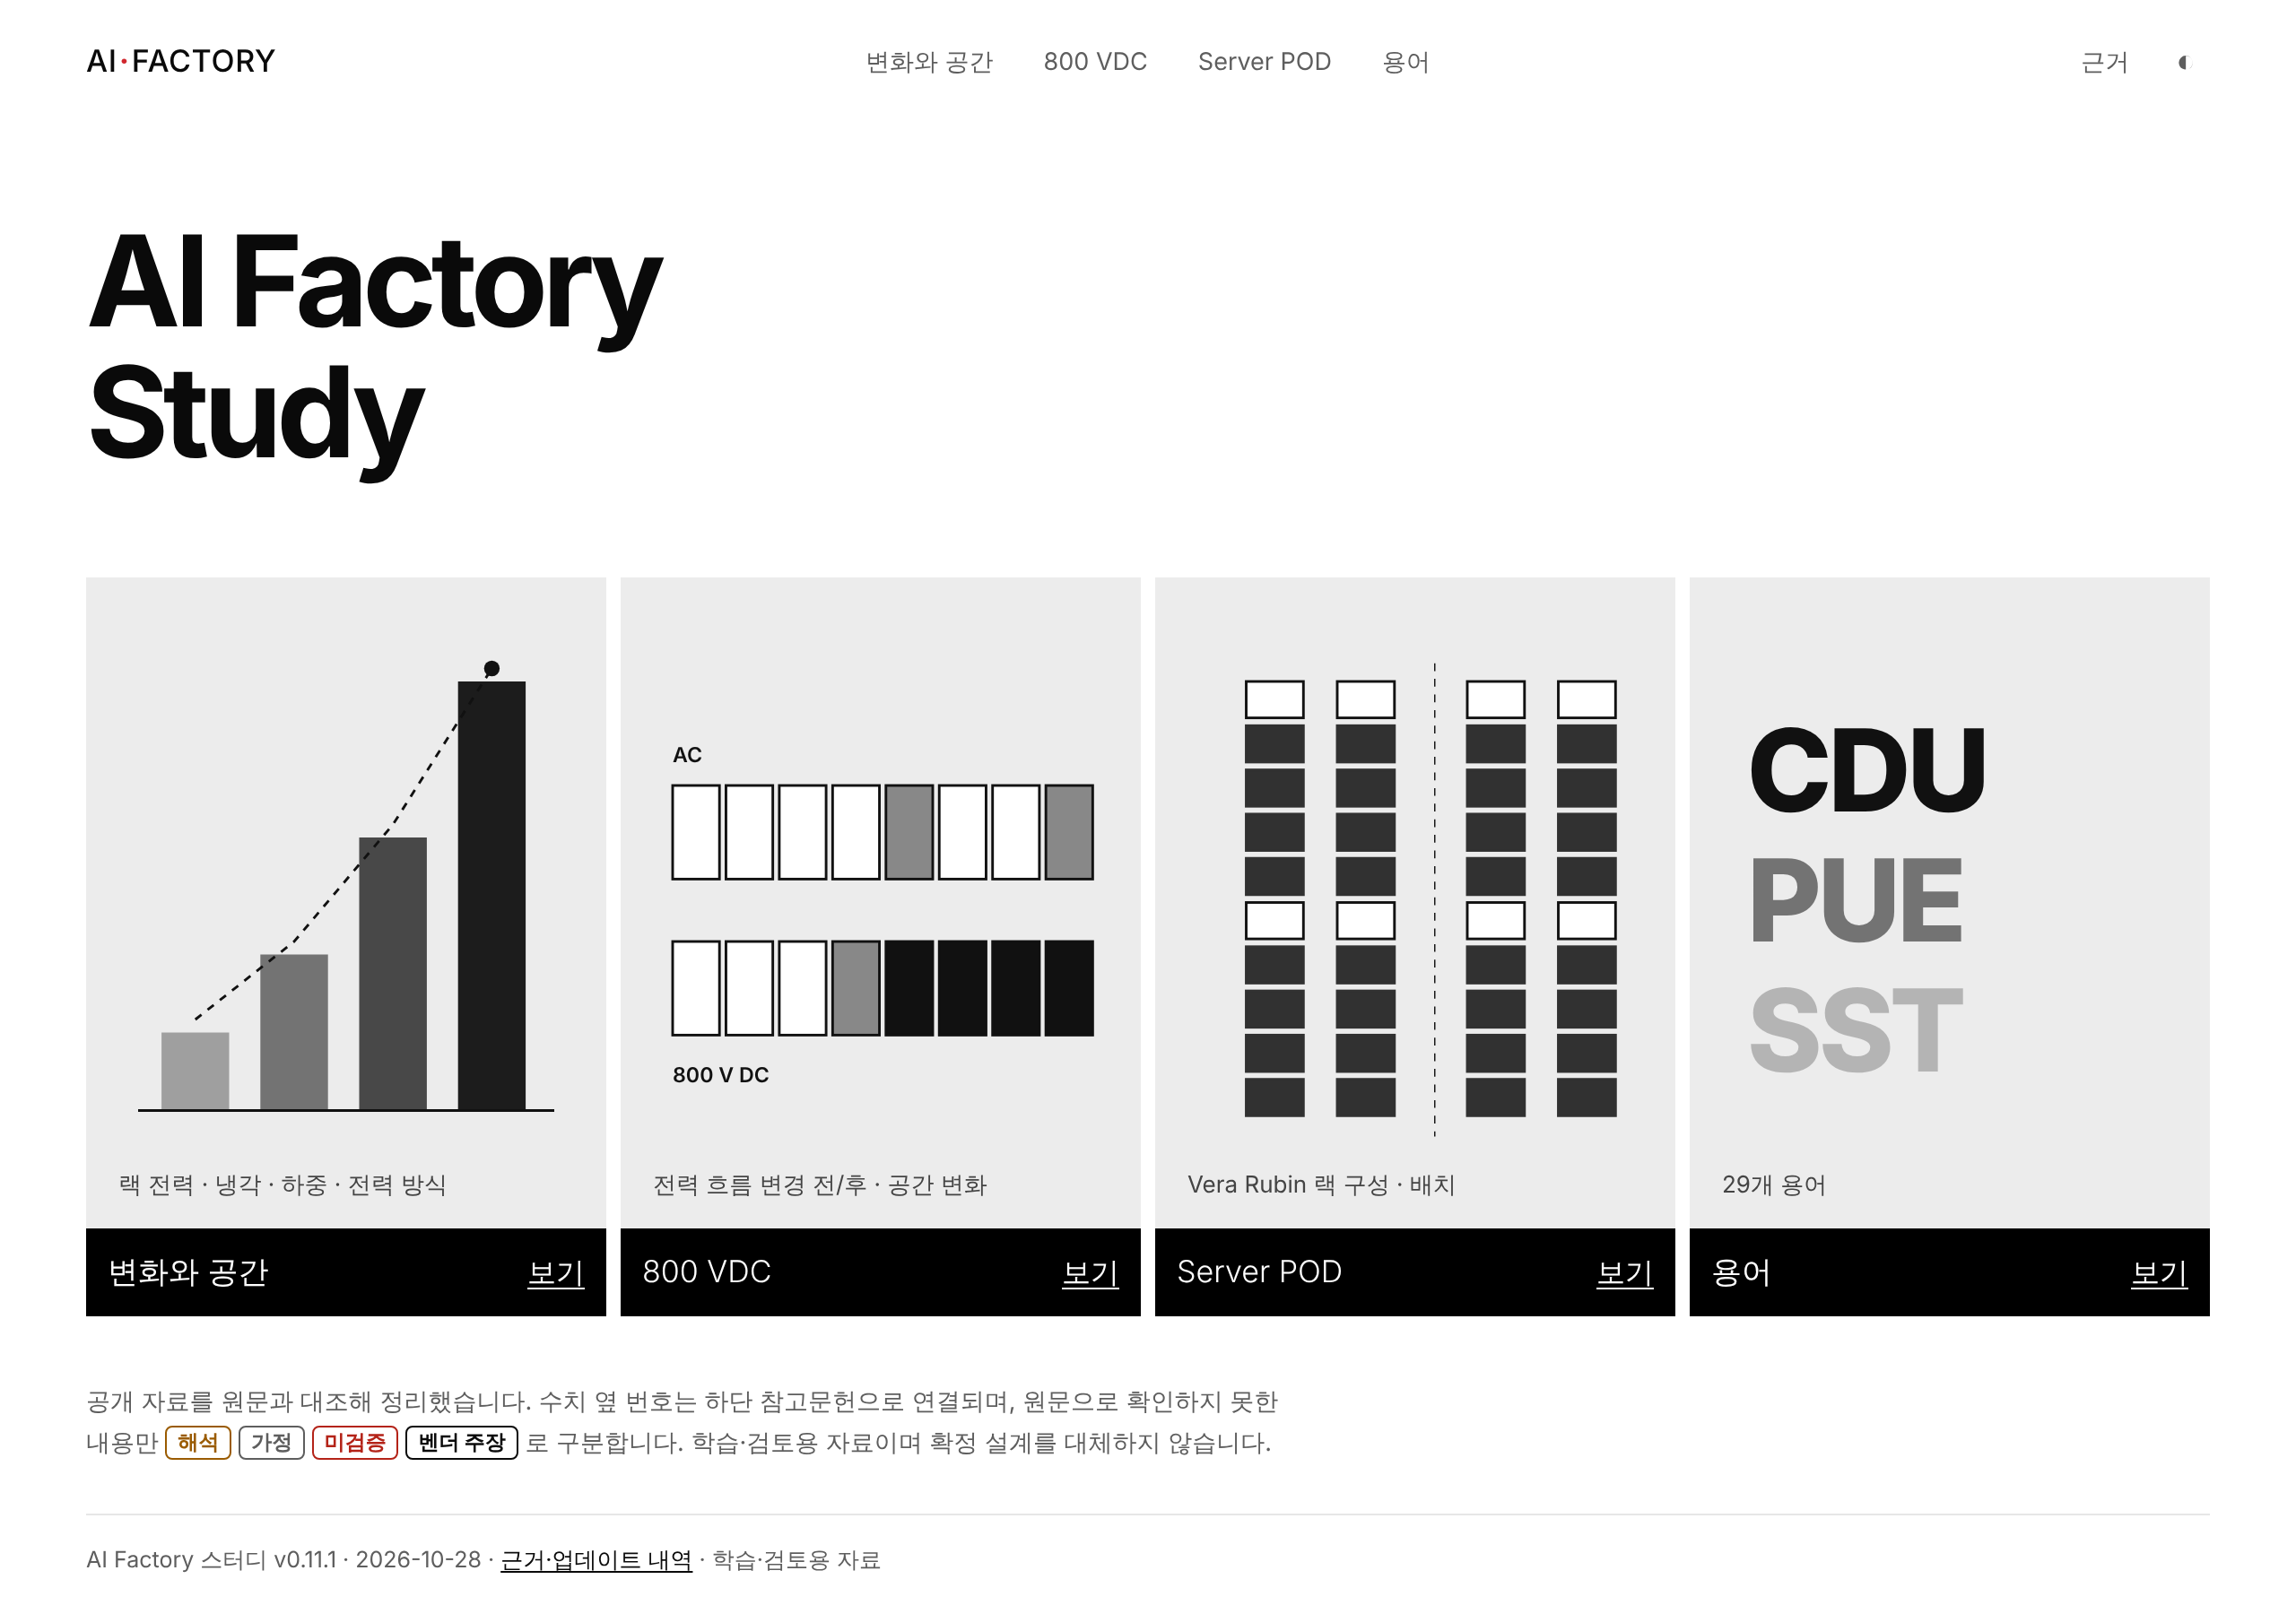 AI·FACTORY
변화와 공간 800 VDC Server POD 용어
근거
AI Factory
Study
AC
800 V DC
CDU
PUE
SST
랙 전력 · 냉각 · 하중 · 전력 방식
전력 흐름 변경 전/후 · 공간 변화
Vera Rubin 랙 구성 · 배치
29개 용어
변화와 공간 보기
800 VDC 보기
Server POD 보기
용어 보기
공개 자료를 원문과 대조해 정리했습니다. 수치 옆 번호는 하단 참고문헌으로 연결되며, 원문으로 확인하지 못한
내용만 해석 가정 미검증 벤더 주장 로 구분합니다. 학습·검토용 자료이며 확정 설계를 대체하지 않습니다.
AI Factory 스터디 v0.11.1 · 2026-10-28 · 근거·업데이트 내역 · 학습·검토용 자료